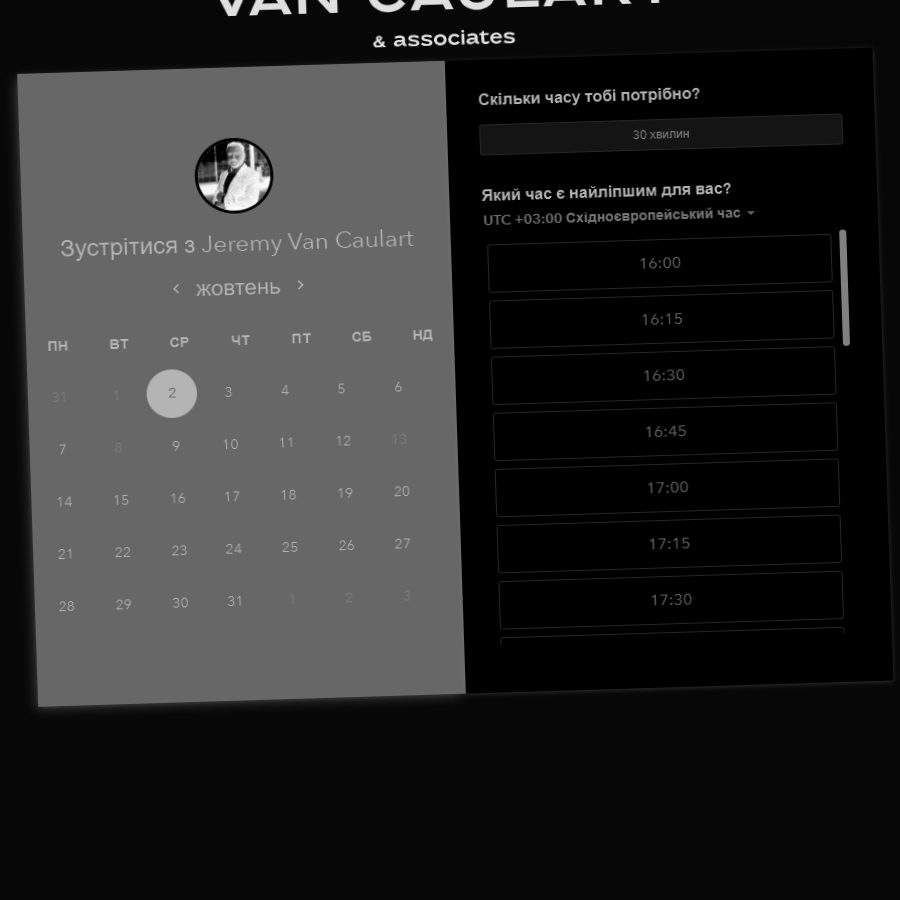 VAN CAULART
& associates
Зустрітися з Jeremy Van Caulart
жовтень
ПН ВТ СР ЧТ ПТ СБ НД
31 1 2 3 4 5 6
7 8 9 10 11 12 13
14 15 16 17 18 19 20
21 22 23 24 25 26 27
28 29 30 31 1 2 3
Скільки часу тобі потрібно?
30 хвилин
Який час є найліпшим для вас?
UTC +03:00 Східноєвропейський час
16:00
16:15
16:30
16:45
17:00
17:15
17:30